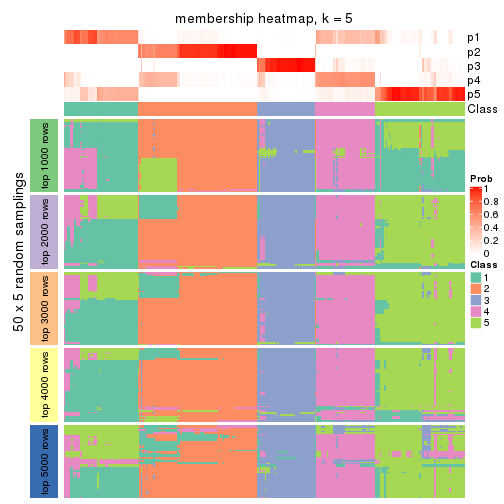 membership heatmap, k = 5
p1
p2
p3
p4
p5
Class
50 x 5 random samplings
top 1000 rows
top 2000 rows
top 3000 rows
top 4000 rows
top 5000 rows
Prob
1
0.8
0.6
0.4
0.2
0
Class
1
2
3
4
5